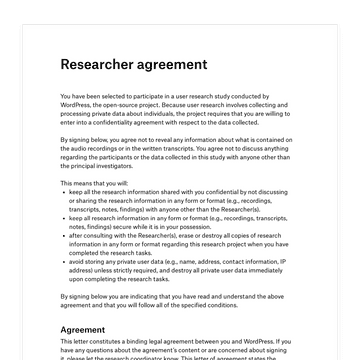 Researcher agreement
You have been selected to participate in a user research study conducted by
WordPress, the open-source project. Because user research involves collecting and
processing private data about individuals, the project requires that you are willing to
enter into a confidentiality agreement with respect to the data collected.
By signing below, you agree not to reveal any information about what is contained on
the audio recordings or in the written transcripts. You agree not to discuss anything
regarding the participants or the data collected in this study with anyone other than
the principal investigators.
This means that you will:
• keep all the research information shared with you confidential by not discussing
or sharing the research information in any form or format (e.g., recordings,
transcripts, notes, findings) with anyone other than the Researcher(s).
• keep all research information in any form or format (e.g., recordings, transcripts,
notes, findings) secure while it is in your possession.
• after consulting with the Researcher(s), erase or destroy all copies of research
information in any form or format regarding this research project when you have
completed the research tasks.
• avoid storing any private user data (e.g., name, address, contact information, IP
address) unless strictly required, and destroy all private user data immediately
upon completing the research tasks.
By signing below you are indicating that you have read and understand the above
agreement and that you will follow all of the specified conditions.
Agreement
This letter constitutes a binding legal agreement between you and WordPress. If you
have any questions about the agreement's content or are concerned about signing
it, please let the research coordinator know. This letter of agreement states the